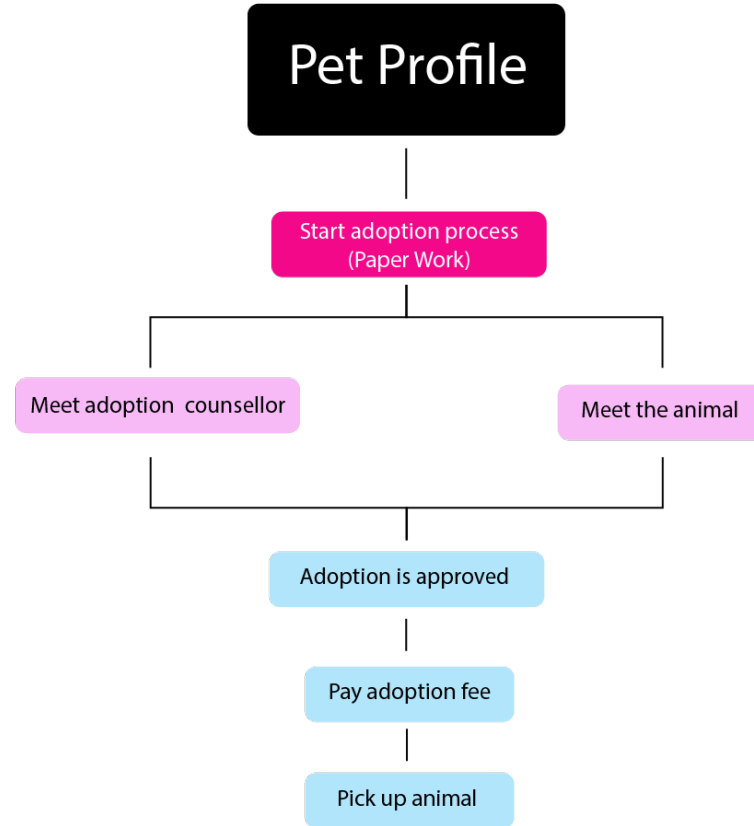 Pet Profile
Start adoption process
(Paper Work)
Meet adoption  counsellor
Meet the animal
Adoption is approved
Pay adoption fee
Pick up animal